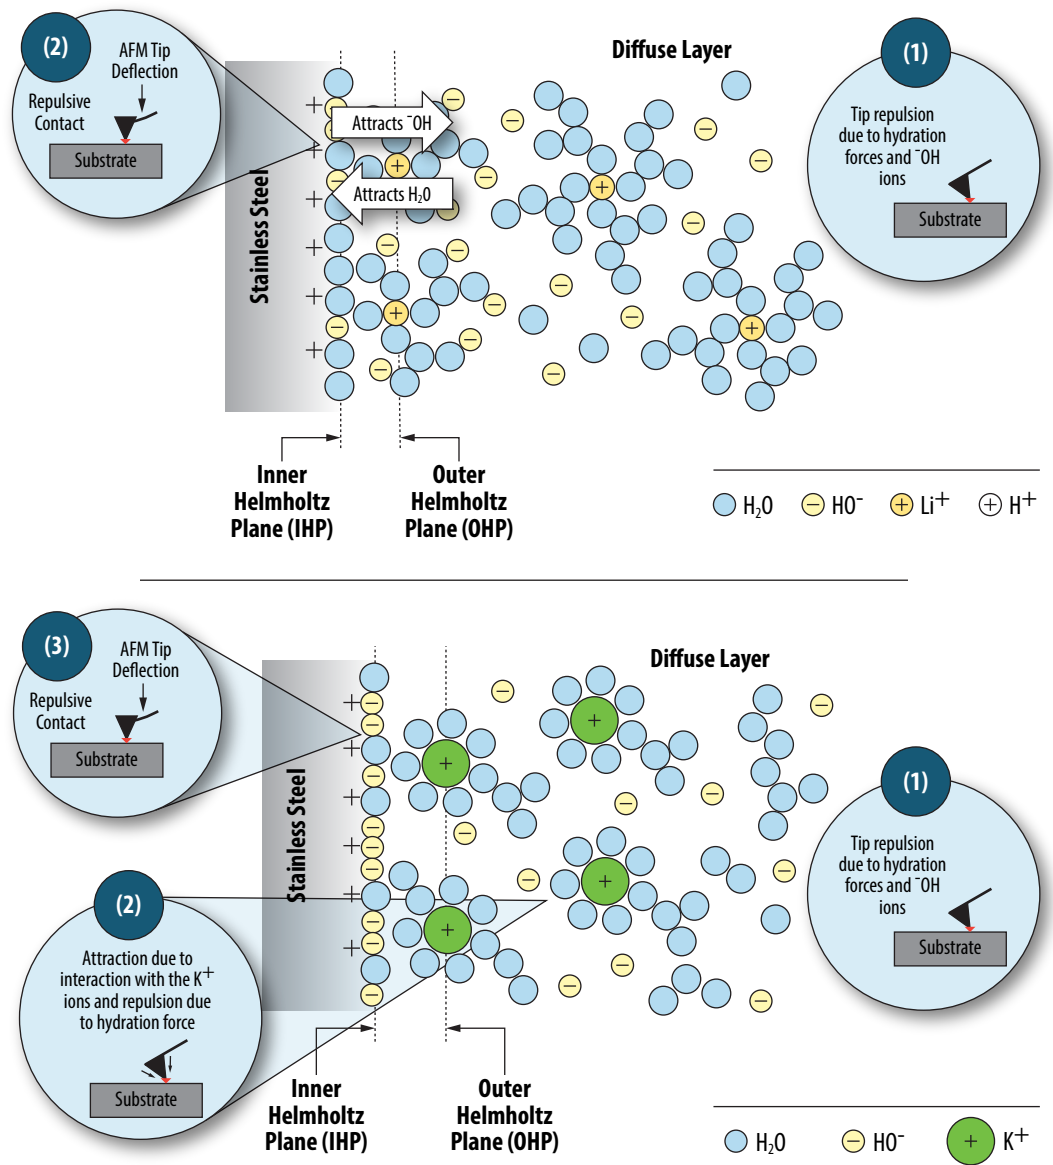 (2)
AFM Tip
Deflection
Repulsive
Contact
Substrate
Stainless Steel
Attracts ⁻OH
Attracts H₂O
Diffuse Layer
(1)
Tip repulsion
due to hydration
forces and ⁻OH
ions
Substrate
Inner
Helmholtz
Plane (IHP)
Outer
Helmholtz
Plane (OHP)
H₂O
HO⁻
Li⁺
H⁺
(3)
AFM Tip
Deflection
Repulsive
Contact
Substrate
Stainless Steel
Diffuse Layer
(1)
Tip repulsion
due to hydration
forces and ⁻OH
ions
Substrate
(2)
Attraction due to
interaction with the K⁺
ions and repulsion due
to hydration force
Substrate
Inner
Helmholtz
Plane (IHP)
Outer
Helmholtz
Plane (OHP)
H₂O
HO⁻
K⁺